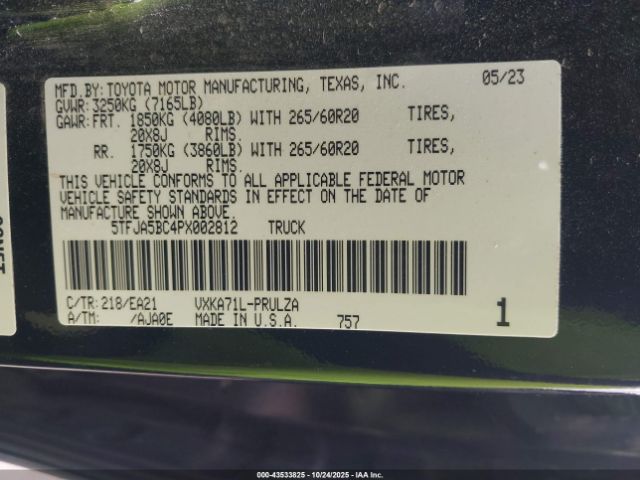 MFD.BY: TOYOTA MOTOR MANUFACTURING, TEXAS, INC. 05/23
GVWR: 3250KG (7165LB)
GAWR: FRT. 1850KG (4080LB) WITH 265/60R20 TIRES,
20X8J RIMS.
RR. 1750KG (3860LB) WITH 265/60R20 TIRES,
20X8J RIMS.
THIS VEHICLE CONFORMS TO ALL APPLICABLE FEDERAL MOTOR
VEHICLE SAFETY STANDARDS IN EFFECT ON THE DATE OF
MANUFACTURE SHOWN ABOVE.
5TFJA5BC4PX002812 TRUCK
C/TR: 218/EA21 VXKA71L-PRULZA
A/TM: /AJA0E MADE IN U.S.A. 757 1
000-43533825 - 10/24/2025 - IAA Inc.